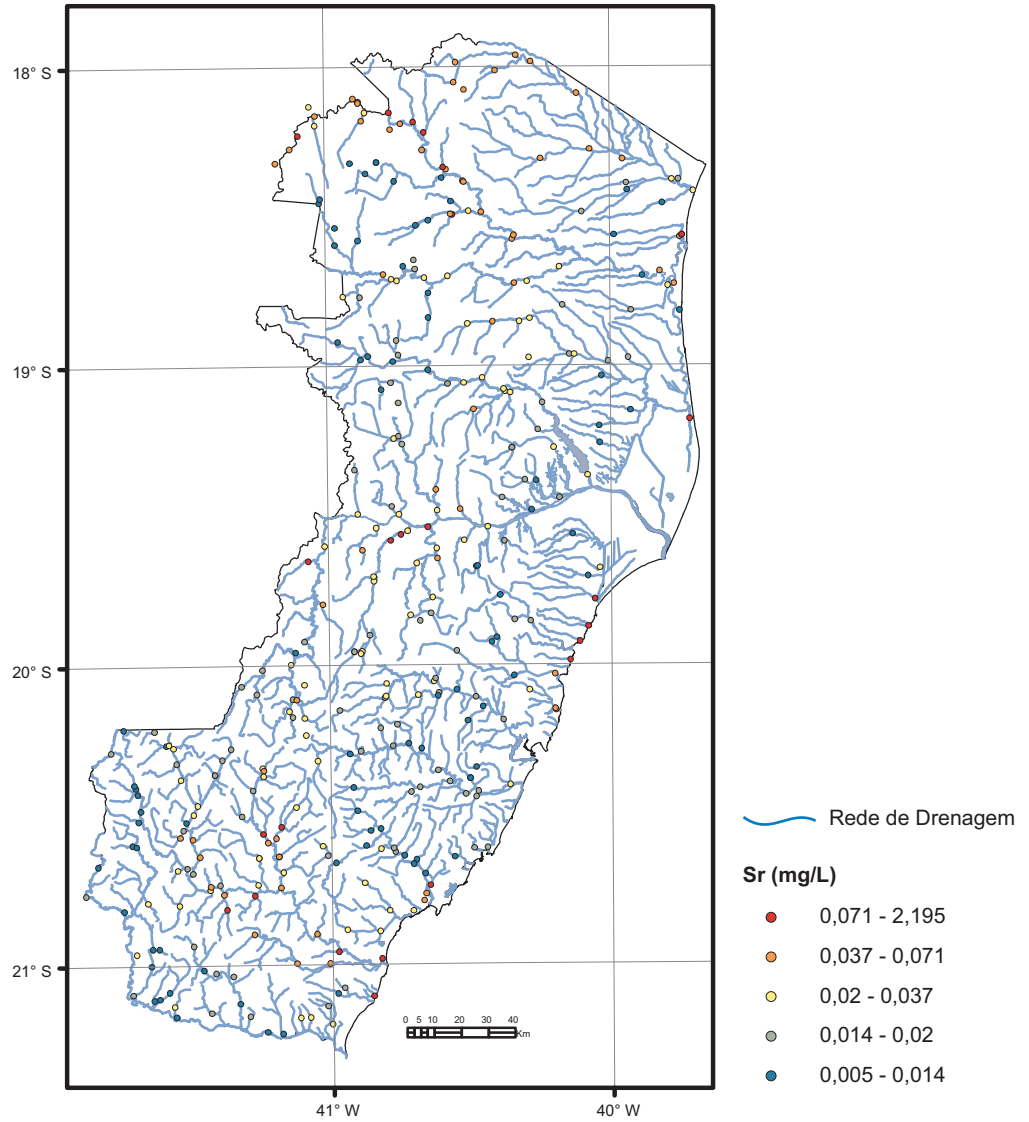 18° S
19° S
20° S
21° S
41° W
40° W
0 5 10 20 30 40
Km
Rede de Drenagem
Sr (mg/L)
0,071 - 2,195
0,037 - 0,071
0,02 - 0,037
0,014 - 0,02
0,005 - 0,014